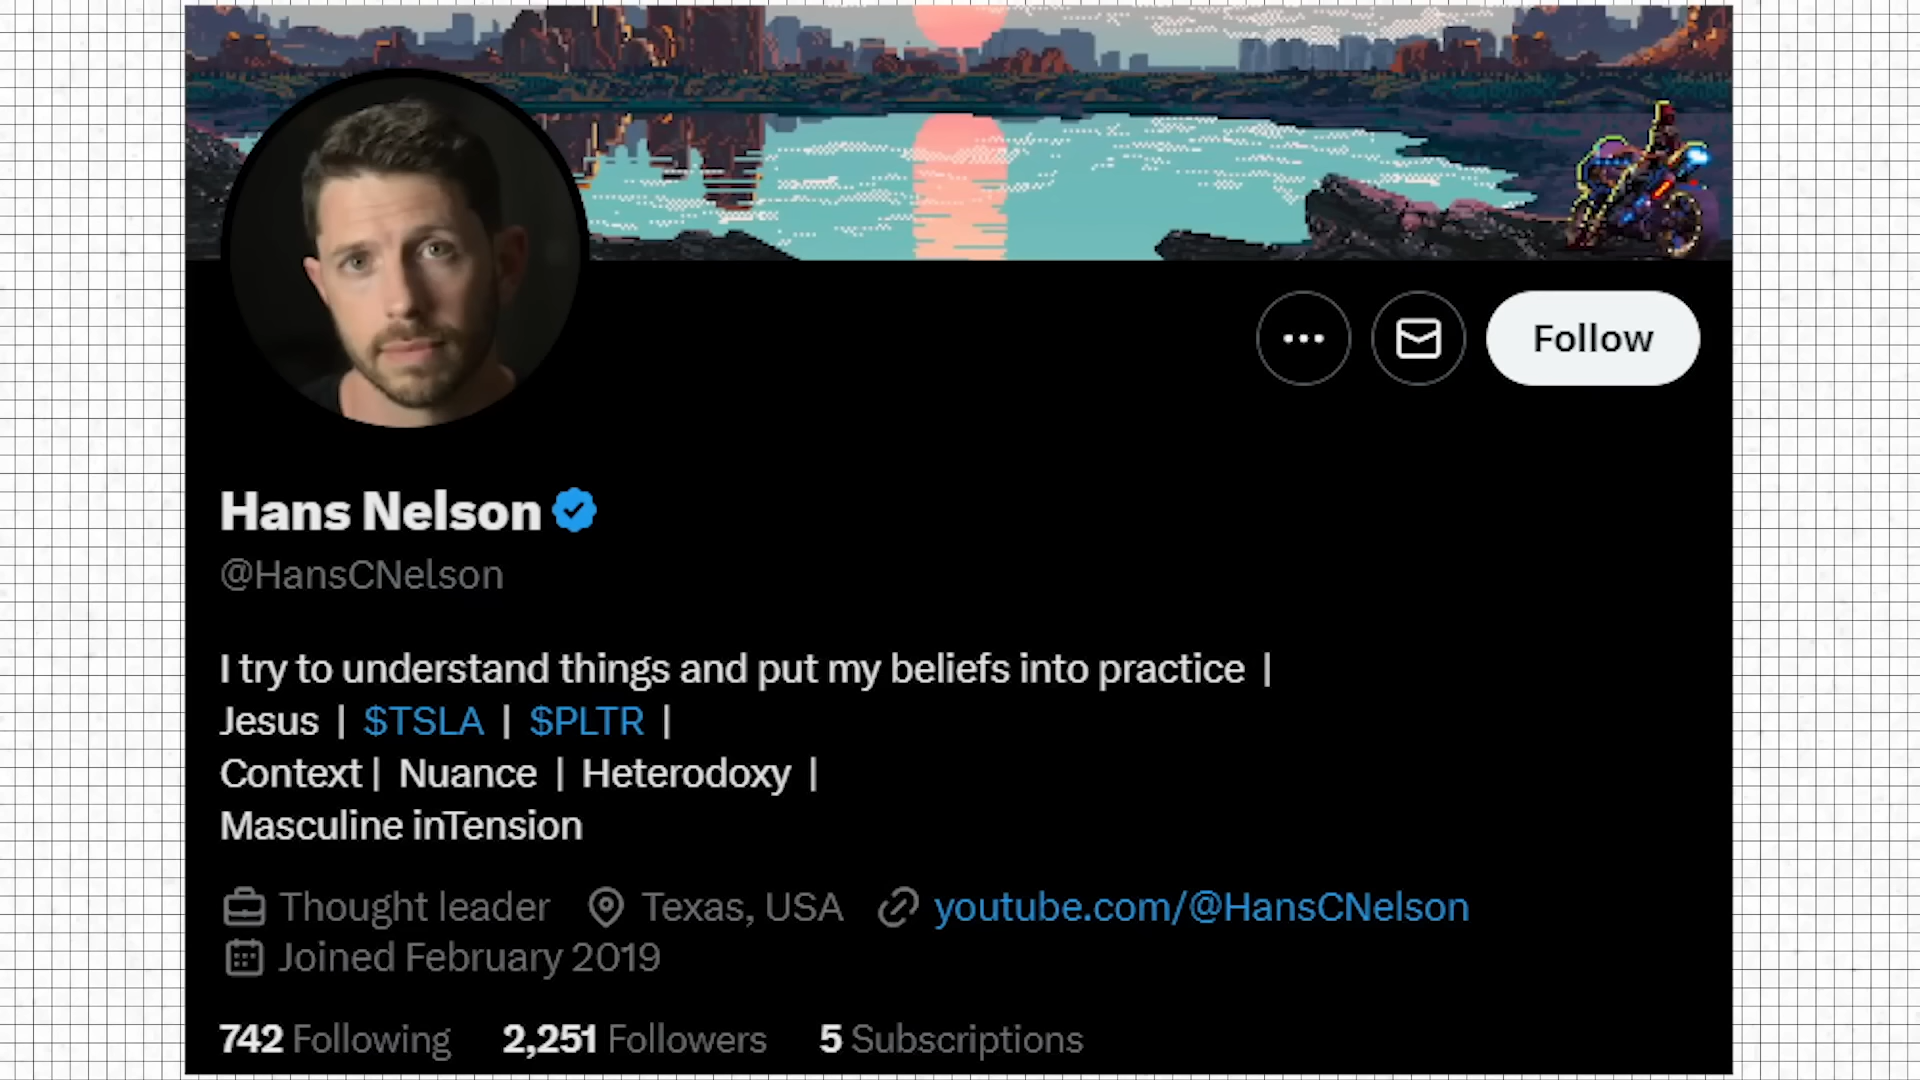 Follow
Hans Nelson
@HansCNelson
I try to understand things and put my beliefs into practice |
Jesus | $TSLA | $PLTR |
Context | Nuance | Heterodoxy |
Masculine inTension
Thought leader Texas, USA youtube.com/@HansCNelson
Joined February 2019
742 Following 2,251 Followers 5 Subscriptions